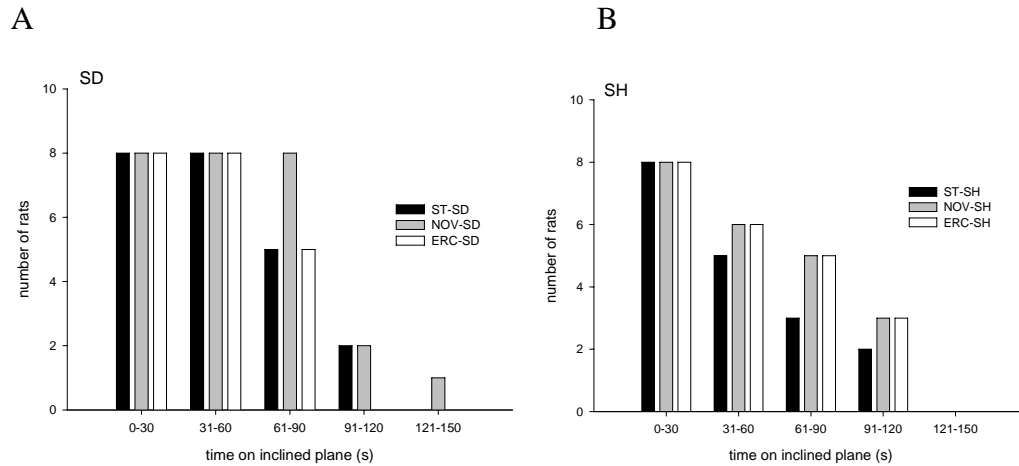 A
SD
10
8
6
4
2
0
number of rats
ST-SD
NOV-SD
ERC-SD
0-30 31-60 61-90 91-120 121-150
time on inclined plane (s)
B
SH
10
8
6
4
2
0
number of rats
ST-SH
NOV-SH
ERC-SH
0-30 31-60 61-90 91-120 121-150
time on inclined plane (s)